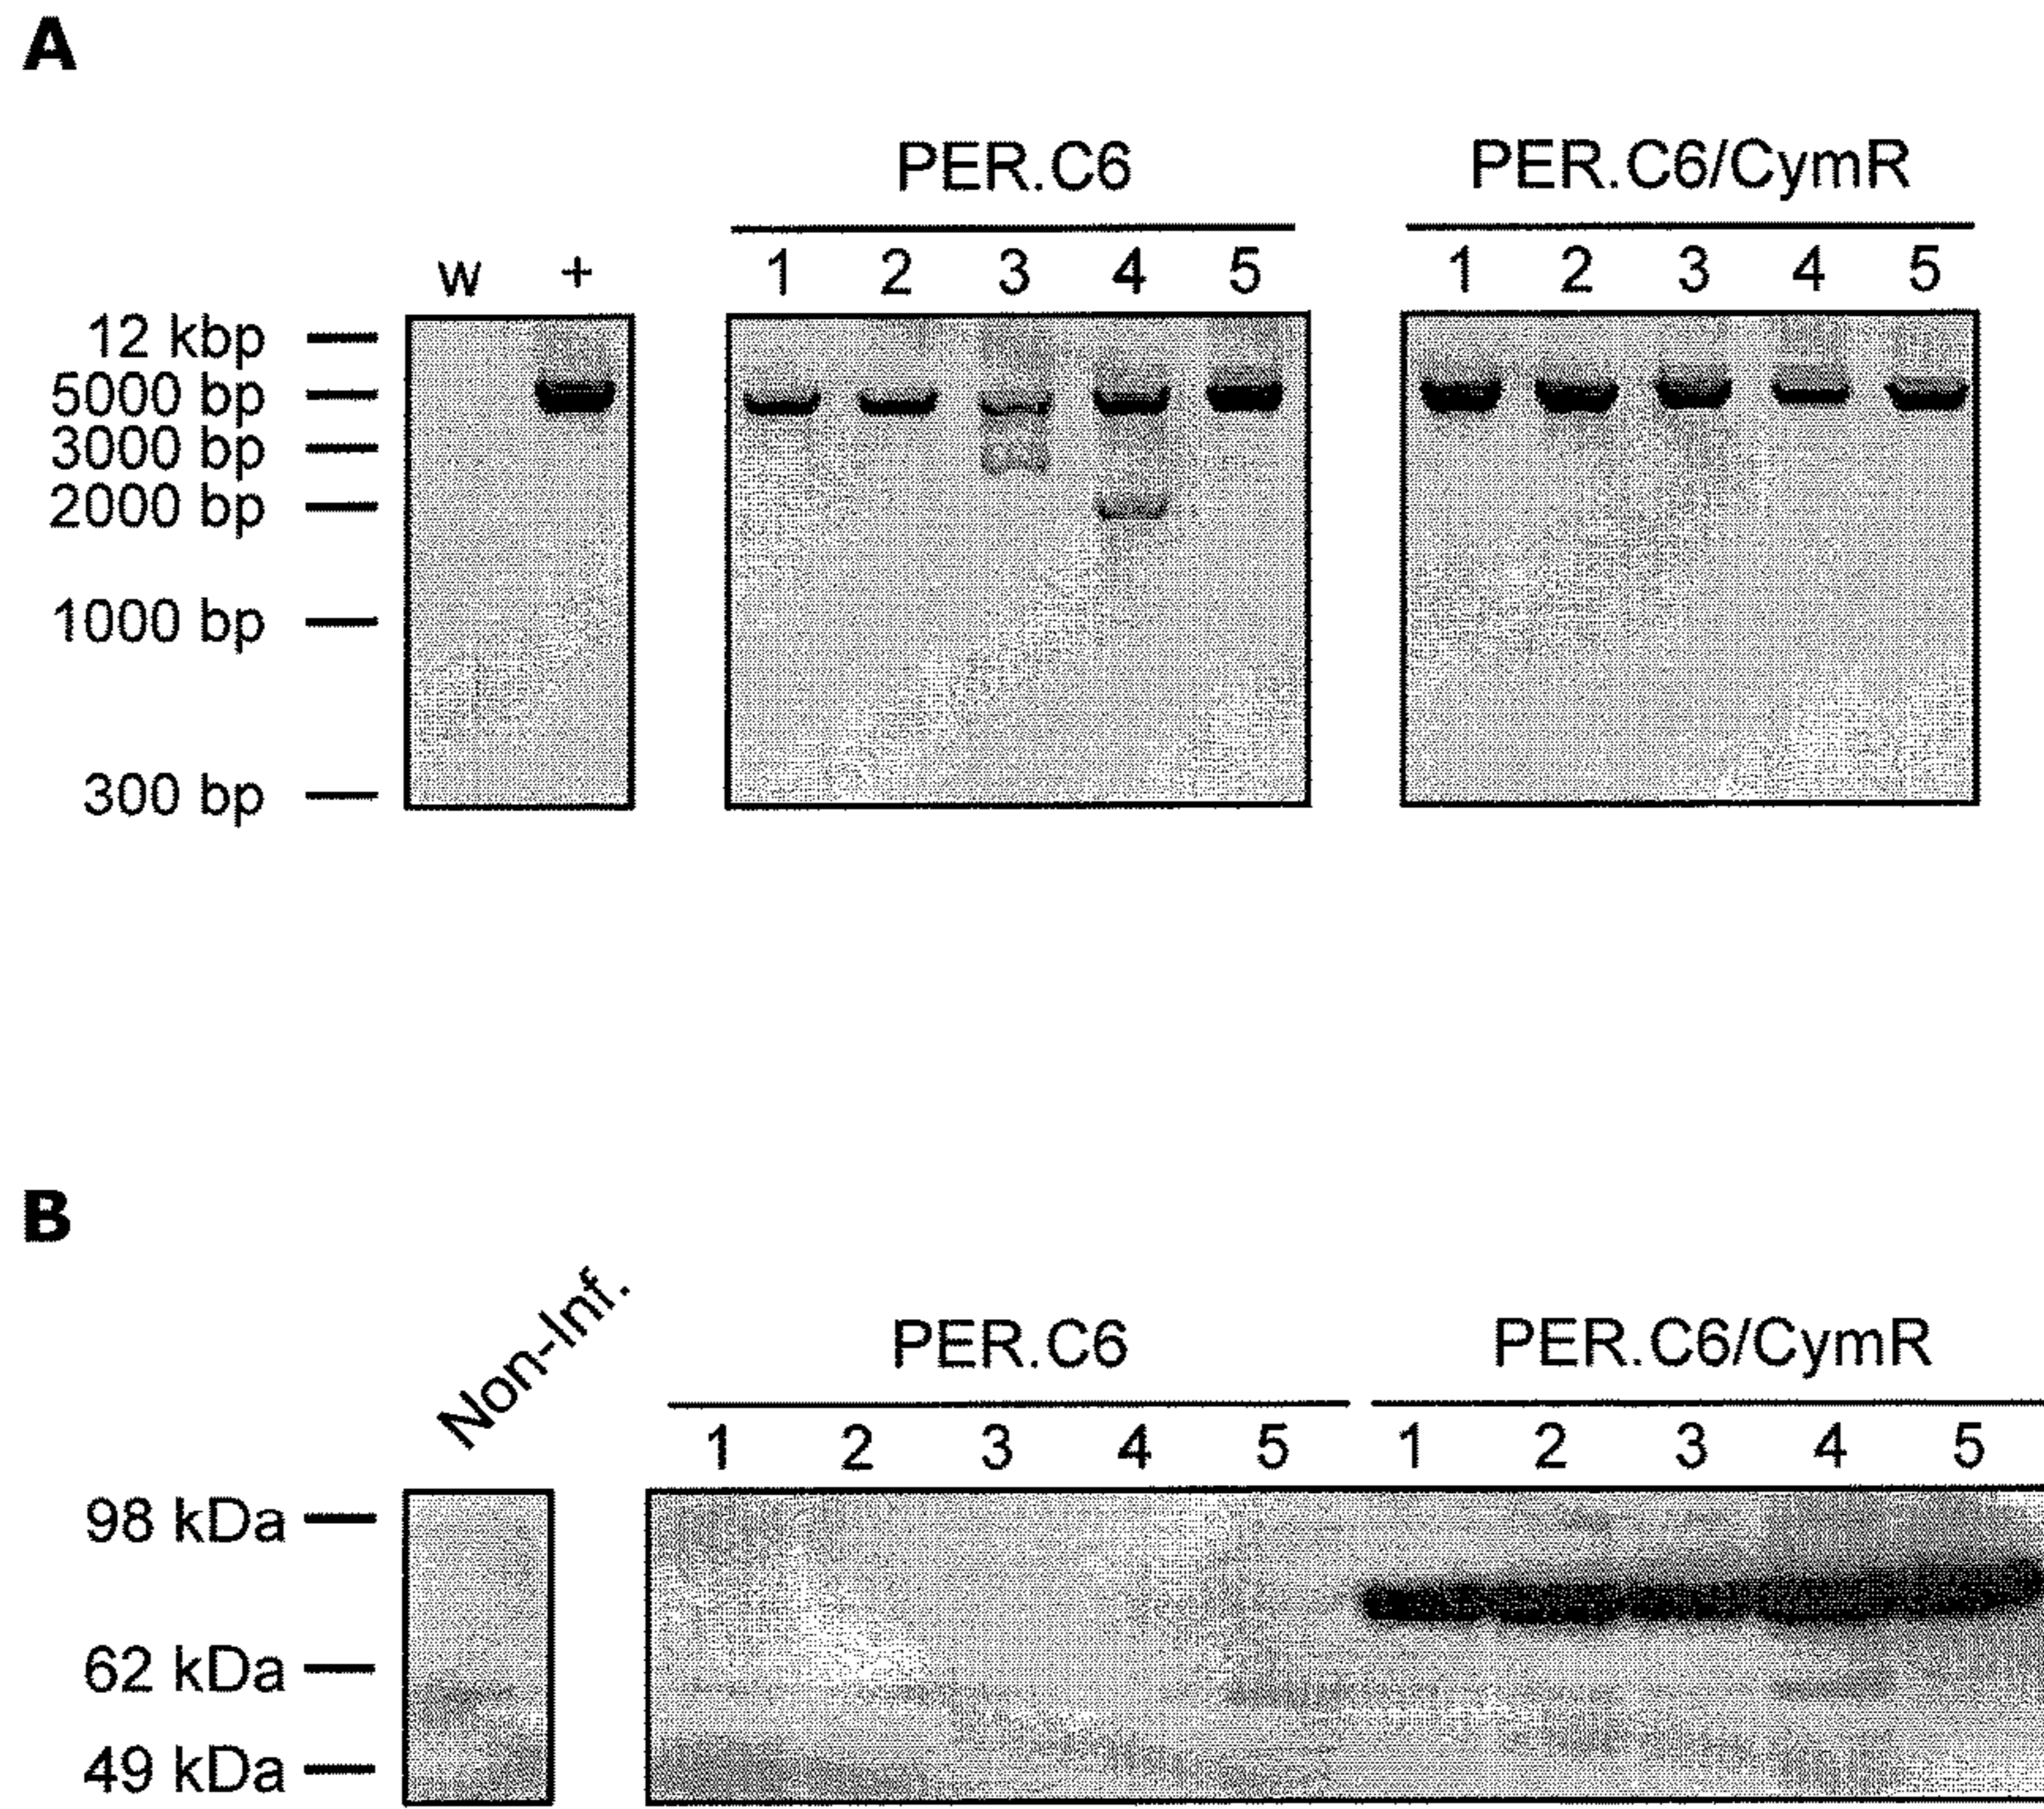 A
PER.C6 PER.C6/CymR
w + 1 2 3 4 5 1 2 3 4 5
12 kbp
5000 bp
3000 bp
2000 bp
1000 bp
300 bp
B
Non-Inf.
PER.C6 PER.C6/CymR
1 2 3 4 5 1 2 3 4 5
98 kDa
62 kDa
49 kDa